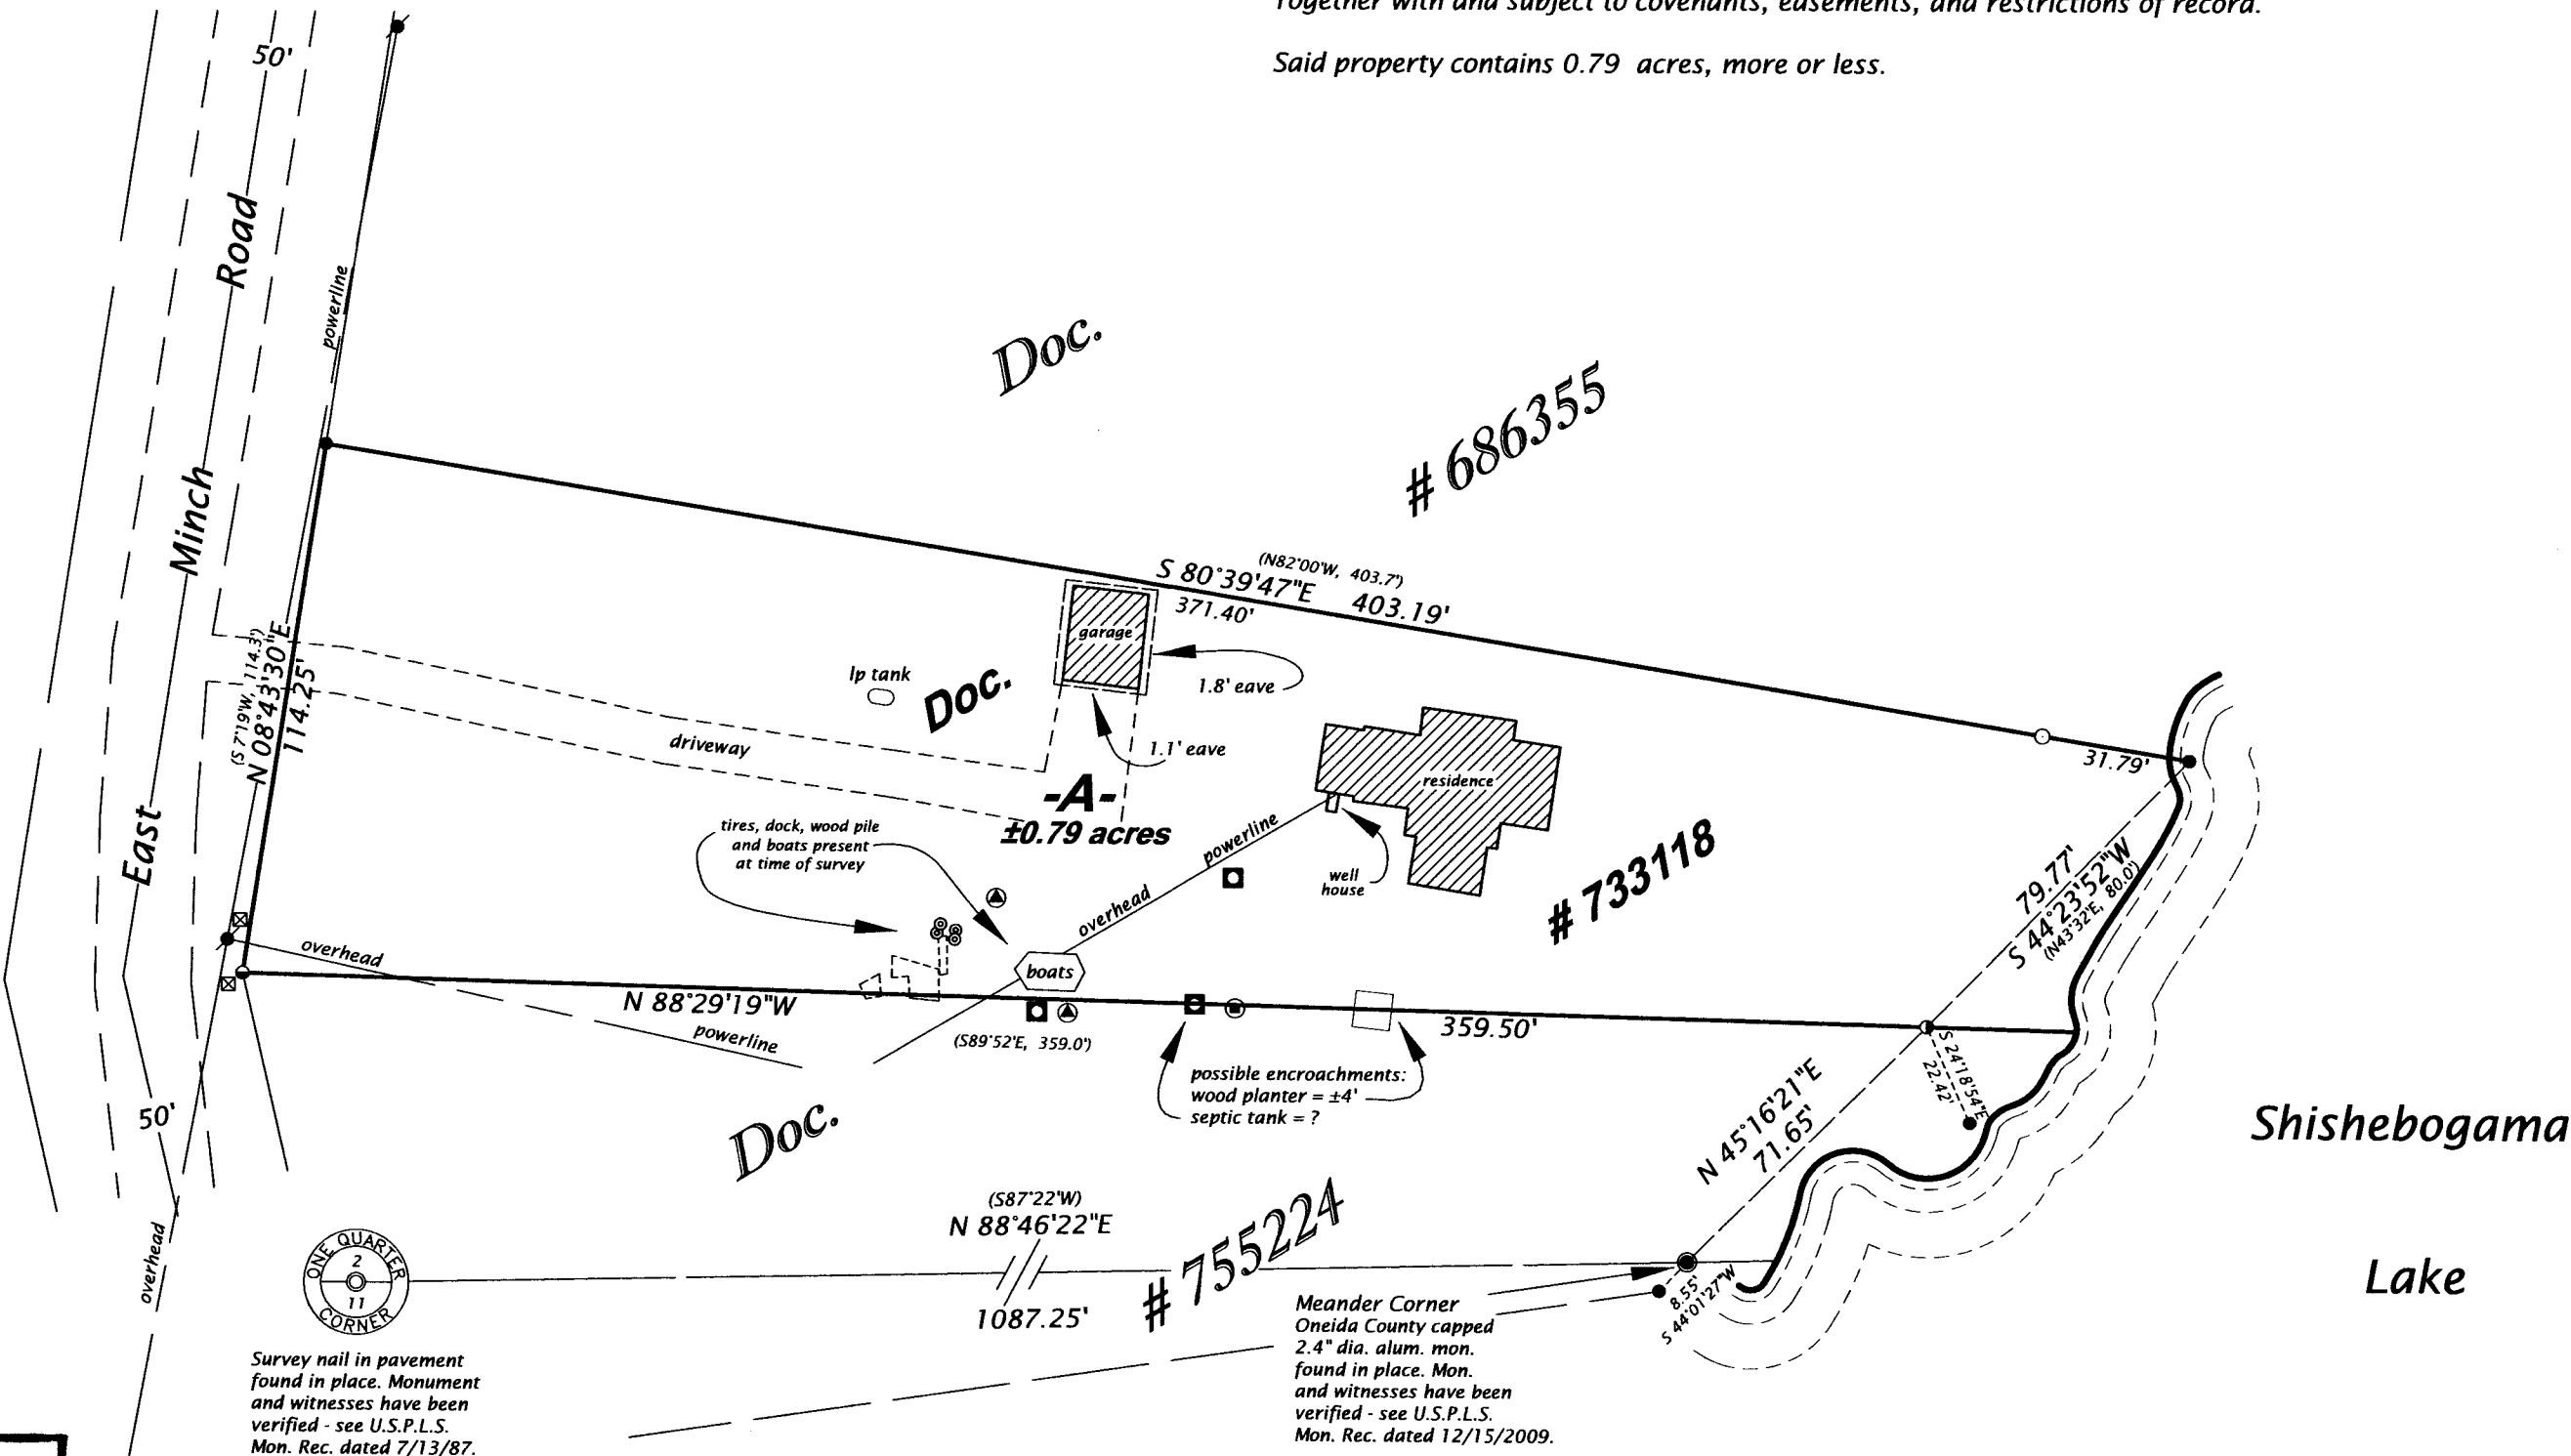 Together with and subject to covenants, easements, and restrictions of record.
Said property contains 0.79 acres, more or less.
50'
East Minch Road
powerline
Doc.
# 686355
(N82°00'W, 403.7')
S 80°39'47"E 403.19'
371.40'
31.79'
garage
1.8' eave
1.1' eave
lp tank
Doc.
driveway
(S 7°19'W, 114.3')
N 08°43'30"E
114.25'
-A-
±0.79 acres
residence
tires, dock, wood pile
and boats present
at time of survey
overhead powerline
well
house
# 733118
79.77'
S 44°23'52"W
(N43°32'E, 80.0')
boats
overhead
powerline
N 88°29'19"W
359.50'
(S89°52'E, 359.0')
possible encroachments:
wood planter = ±4'
septic tank = ?
S 24°18'54"E
22.42'
N 45°16'21"E
71.65'
50'
Doc.
# 755224
Shishebogama
Lake
(S87°22'W)
N 88°46'22"E
1087.25'
overhead
ONE QUARTER
2
11
CORNER
8.55'
S 44°01'27"W
Survey nail in pavement
found in place. Monument
and witnesses have been
verified - see U.S.P.L.S.
Mon. Rec. dated 7/13/87.
Meander Corner
Oneida County capped
2.4" dia. alum. mon.
found in place. Mon.
and witnesses have been
verified - see U.S.P.L.S.
Mon. Rec. dated 12/15/2009.